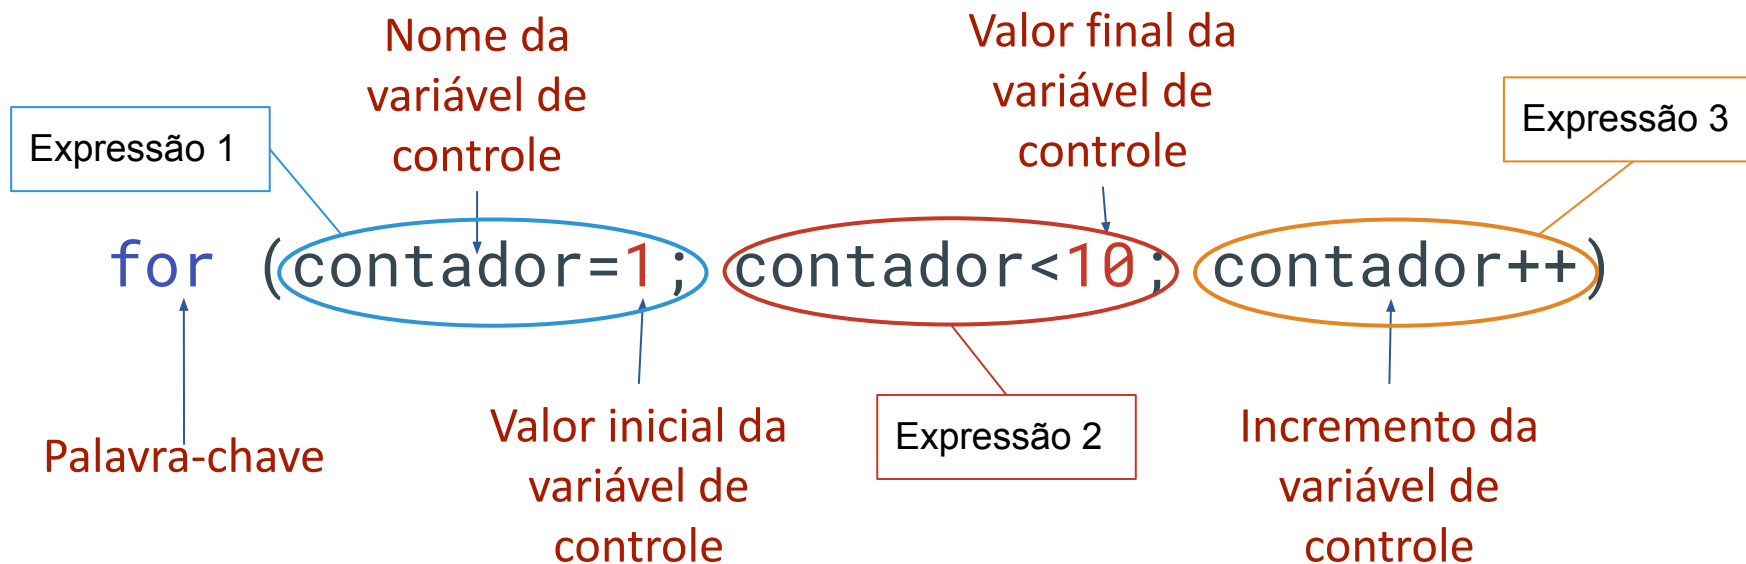 Nome da
variável de
controle
Valor final da
variável de
controle
Expressão 1
Expressão 3
for (contador=1; contador<10; contador++)
Palavra-chave
Valor inicial da
variável de
controle
Expressão 2
Incremento da
variável de
controle